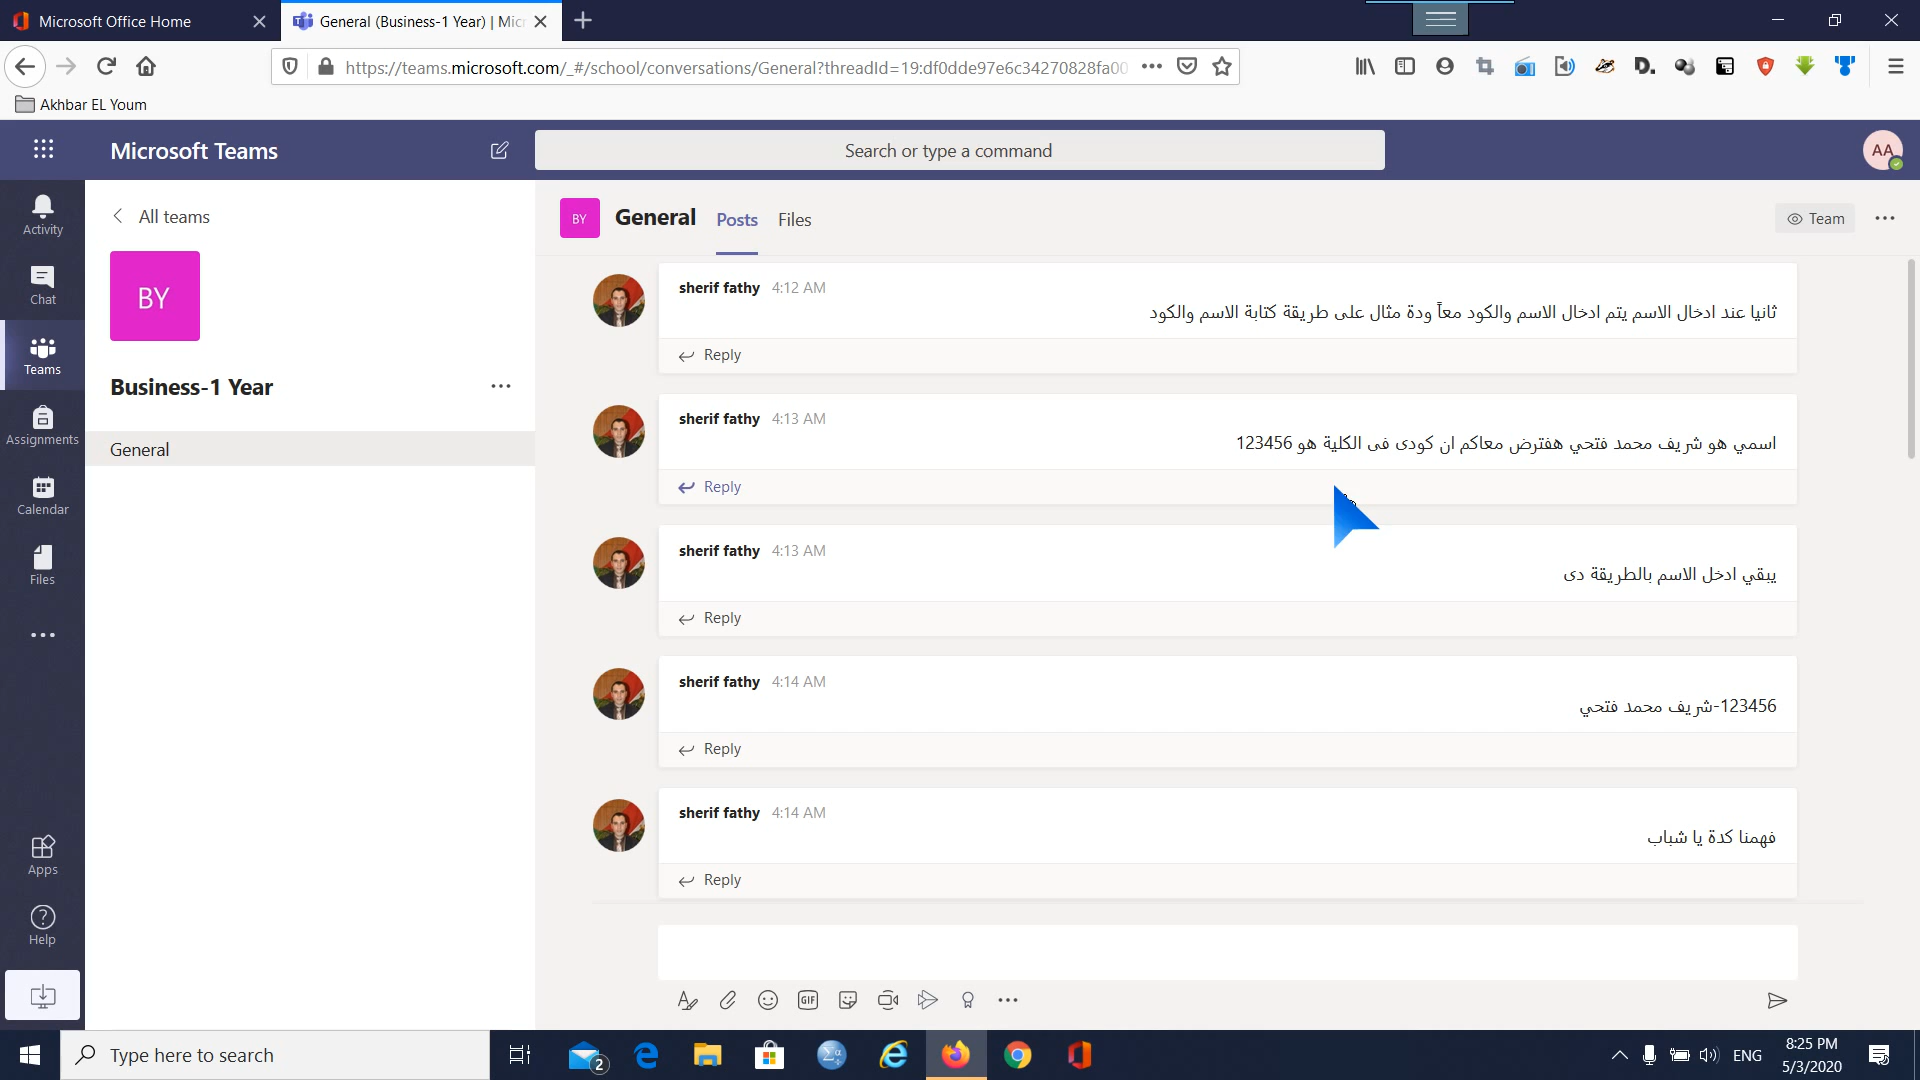 Microsoft Office Home
General (Business-1 Year) | Micr
https://teams.microsoft.com/_#/school/conversations/General?threadId=19:df0dde97e6c34270828fa00
Akhbar EL Youm
Microsoft Teams
Search or type a command
AA
Activity
Chat
Teams
Assignments
Calendar
Files
Apps
Help
All teams
BY
Business-1 Year
General
BY
General
Posts
Files
Team
sherif fathy 4:12 AM
ثانيا عند ادخال الاسم يتم ادخال الاسم والكود معاً ودة مثال على طريقة كتابة الاسم والكود
Reply
sherif fathy 4:13 AM
اسمي هو شريف محمد فتحي هفترض معاكم ان كودى فى الكلية هو 123456
Reply
sherif fathy 4:13 AM
يبقي ادخل الاسم بالطريقة دى
Reply
sherif fathy 4:14 AM
123456-شريف محمد فتحي
Reply
sherif fathy 4:14 AM
فهمنا كدة يا شباب
Reply
GIF
Type here to search
2
ENG
8:25 PM
5/3/2020